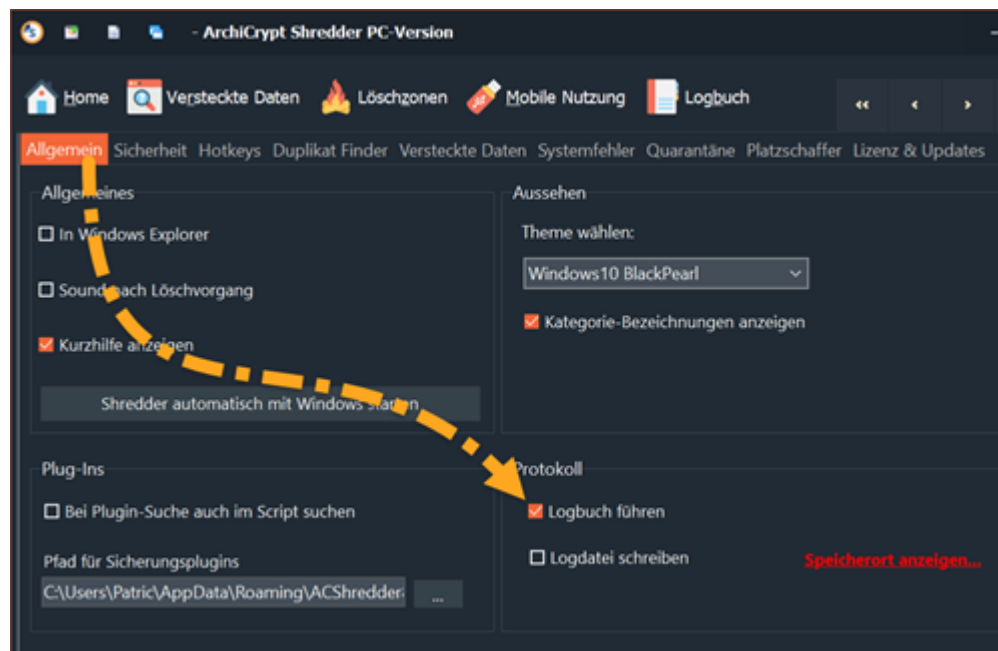 - ArchiCrypt Shredder PC-Version
Home Versteckte Daten Löschzonen Mobile Nutzung Logbuch
Allgemein Sicherheit Hotkeys Duplikat Finder Versteckte Daten Systemfehler Quarantäne Platzschaffer Lizenz & Updates
Allgemeines
In Windows Explorer
Sound nach Löschvorgang
Kurzhilfe anzeigen
Shredder automatisch mit Windows starten
Aussehen
Theme wählen:
Windows10 BlackPearl
Kategorie-Bezeichnungen anzeigen
Plug-Ins
Bei Plugin-Suche auch im Script suchen
Pfad für Sicherungsplugins
C:\Users\Patric\AppData\Roaming\ACShredder
...
Protokoll
Logbuch führen
Logdatei schreiben Speicherort anzeigen...